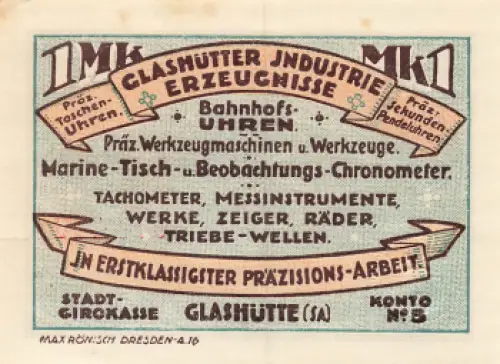 1 MK
MK 1
GLASHÜTTER JNDUSTRIE
ERZEUGNISSE
Präz.
Taschen-
Uhren.
Präz.
Sekunden
Pendeluhren.
Bahnhofs-
UHREN.
Präz. Werkzeugmaschinen u. Werkzeuge.
Marine-Tisch-u. Beobachtungs-Chronometer.
TACHOMETER, MESSINSTRUMENTE,
WERKE, ZEIGER, RÄDER,
TRIEBE-WELLEN.
JN ERSTKLASSIGSTER PRÄZISIONS-ARBEIT.
STADT-
GIROKASSE
GLASHÜTTE (SA)
KONTO
No 5
MAX RÖNISCH DRESDEN-A.16